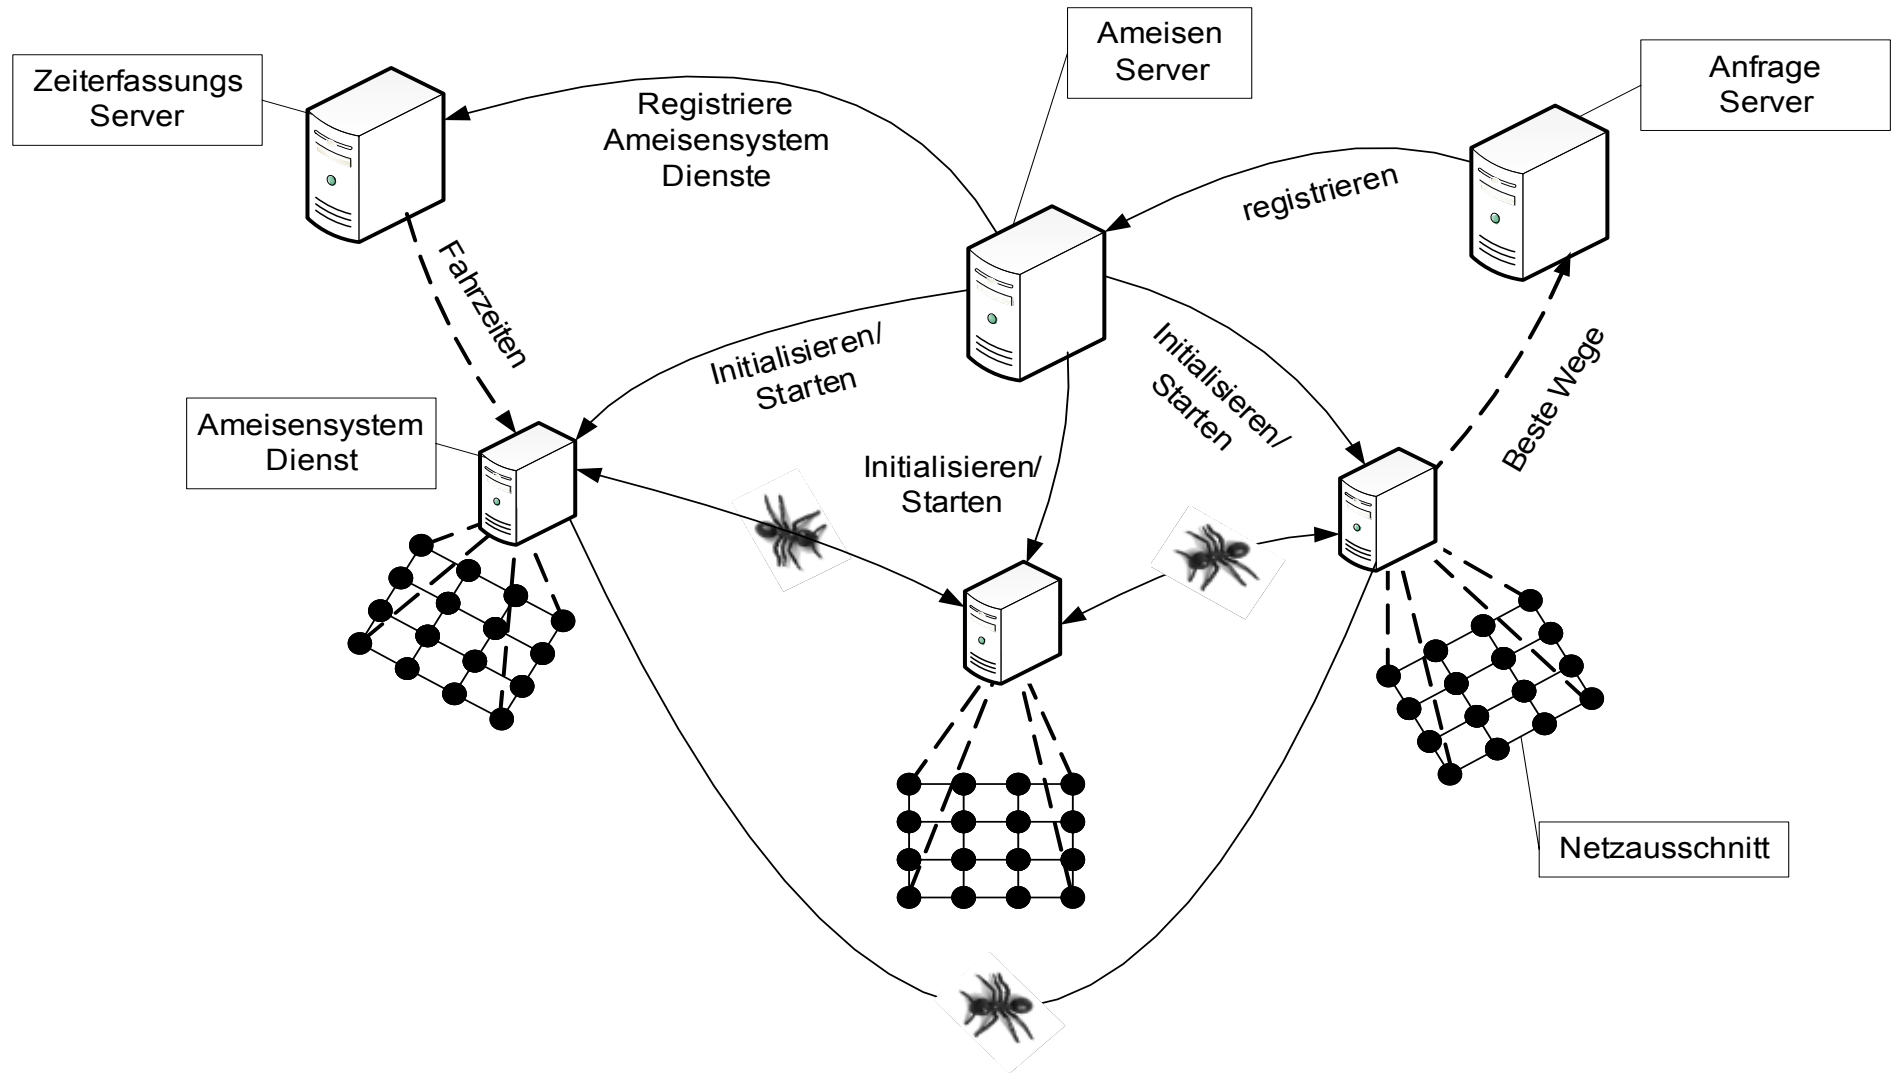 Ameisen
Server
Zeiterfassungs
Server
Anfrage
Server
Registriere
Ameisensystem
Dienste
registrieren
Fahrzeiten
Initialisieren/
Starten
Initialisieren/
Starten
Beste Wege
Ameisensystem
Dienst
Initialisieren/
Starten
Netzausschnitt